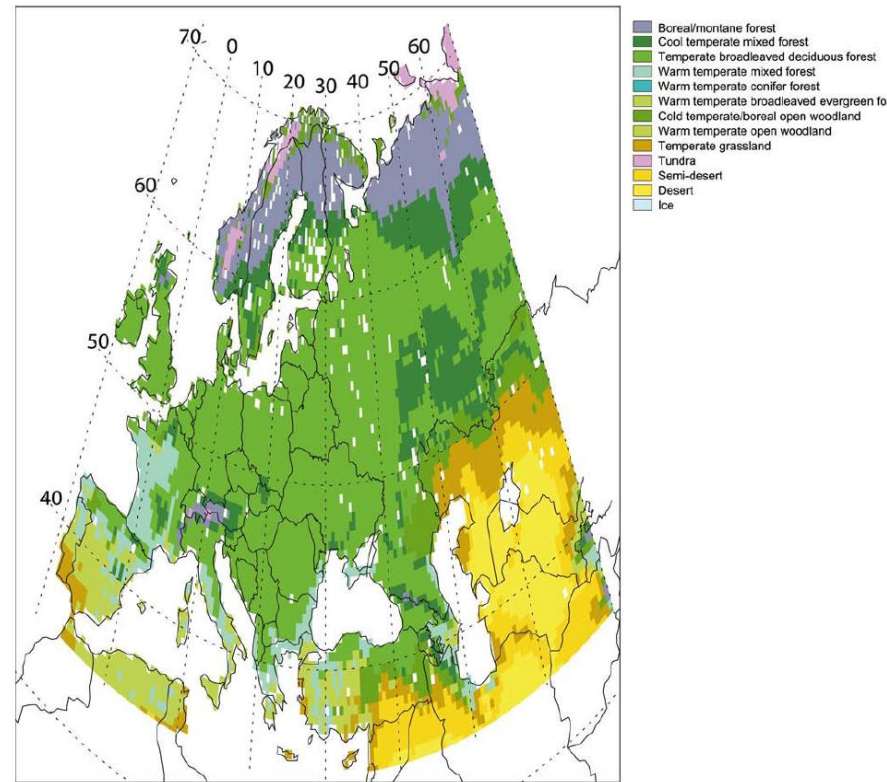 70
0
10
20
30
40
50
60
60
50
40
Boreal/montane forest
Cool temperate mixed forest
Temperate broadleaved deciduous forest
Warm temperate mixed forest
Warm temperate conifer forest
Warm temperate broadleaved evergreen fo
Cold temperate/boreal open woodland
Warm temperate open woodland
Temperate grassland
Tundra
Semi-desert
Desert
Ice